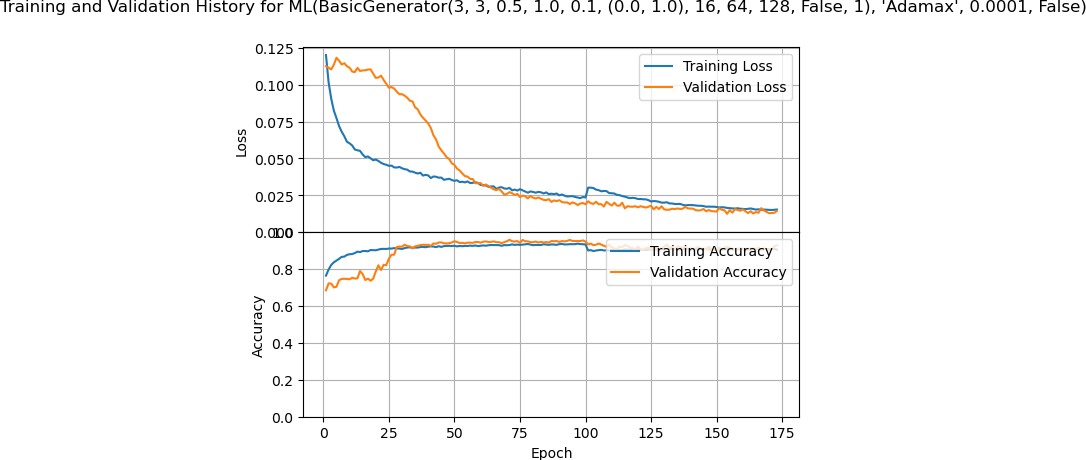 Training and Validation History for ML(BasicGenerator(3, 3, 0.5, 1.0, 0.1, (0.0, 1.0), 16, 64, 128, False, 1), 'Adamax', 0.0001, False)
0.125
0.100
0.075
0.050
0.025
0.000
Loss
Training Loss
Validation Loss
1.0
0.8
0.6
0.4
0.2
0.0
Accuracy
Training Accuracy
Validation Accuracy
0 25 50 75 100 125 150 175
Epoch